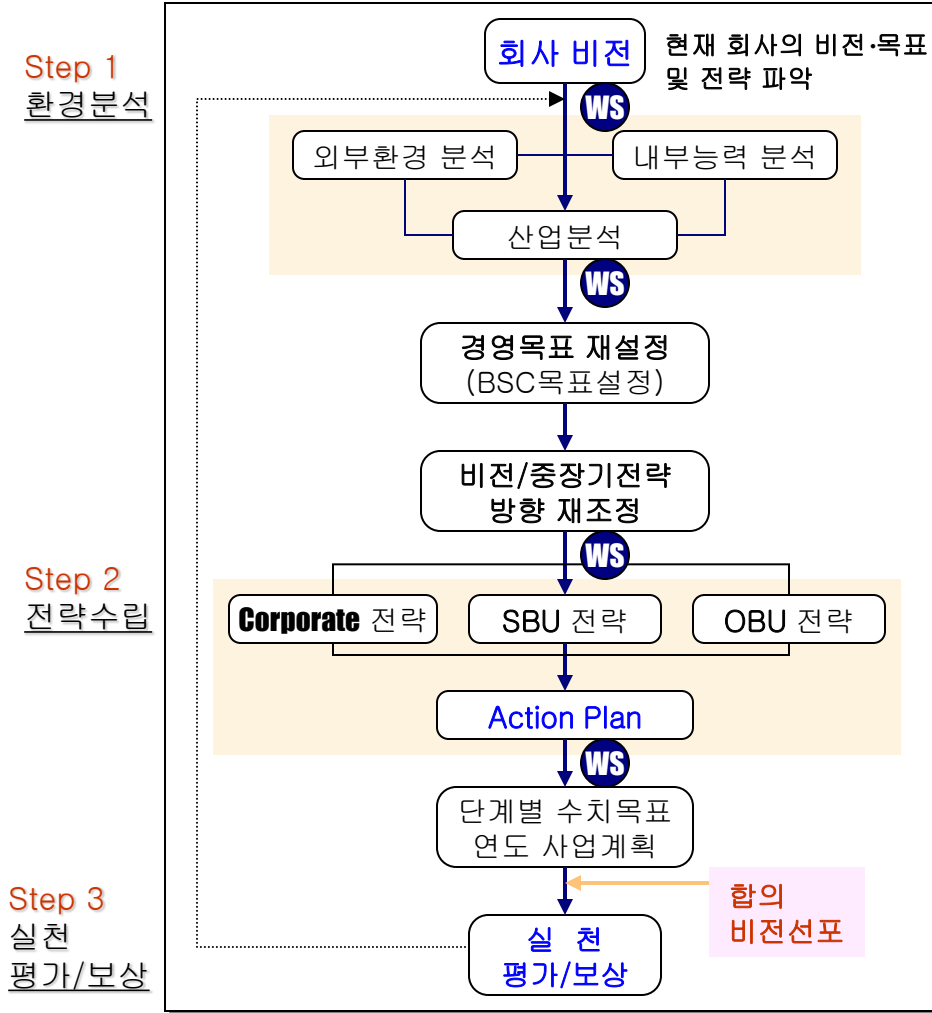 Step 1
환경분석
회사 비전
현재 회사의 비전·목표
및 전략 파악
WS
외부환경 분석
내부능력 분석
산업분석
WS
경영목표 재설정
(BSC목표설정)
비전/중장기전략
방향 재조정
WS
Step 2
전략수립
Corporate 전략
SBU 전략
OBU 전략
Action Plan
WS
단계별 수치목표
연도 사업계획
합의
비전선포
Step 3
실천
평가/보상
실 천
평가/보상